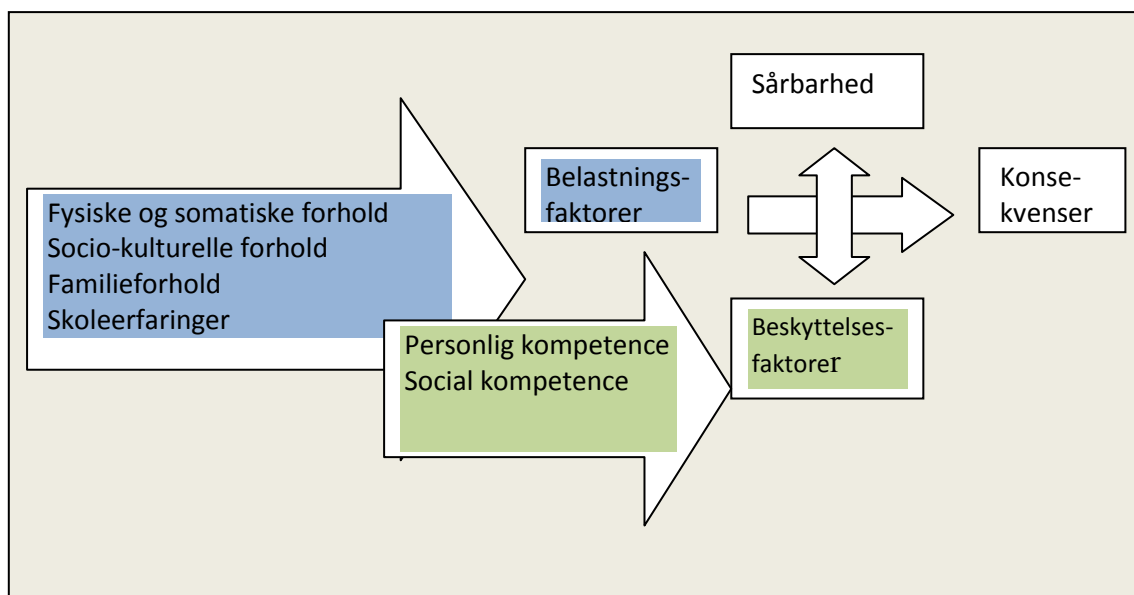 Sårbarhed
Belastnings-
faktorer
Konse-
kvenser
Fysiske og somatiske forhold
Socio-kulturelle forhold
Familieforhold
Skoleerfaringer
Personlig kompetence
Social kompetence
Beskyttelses-
faktorer